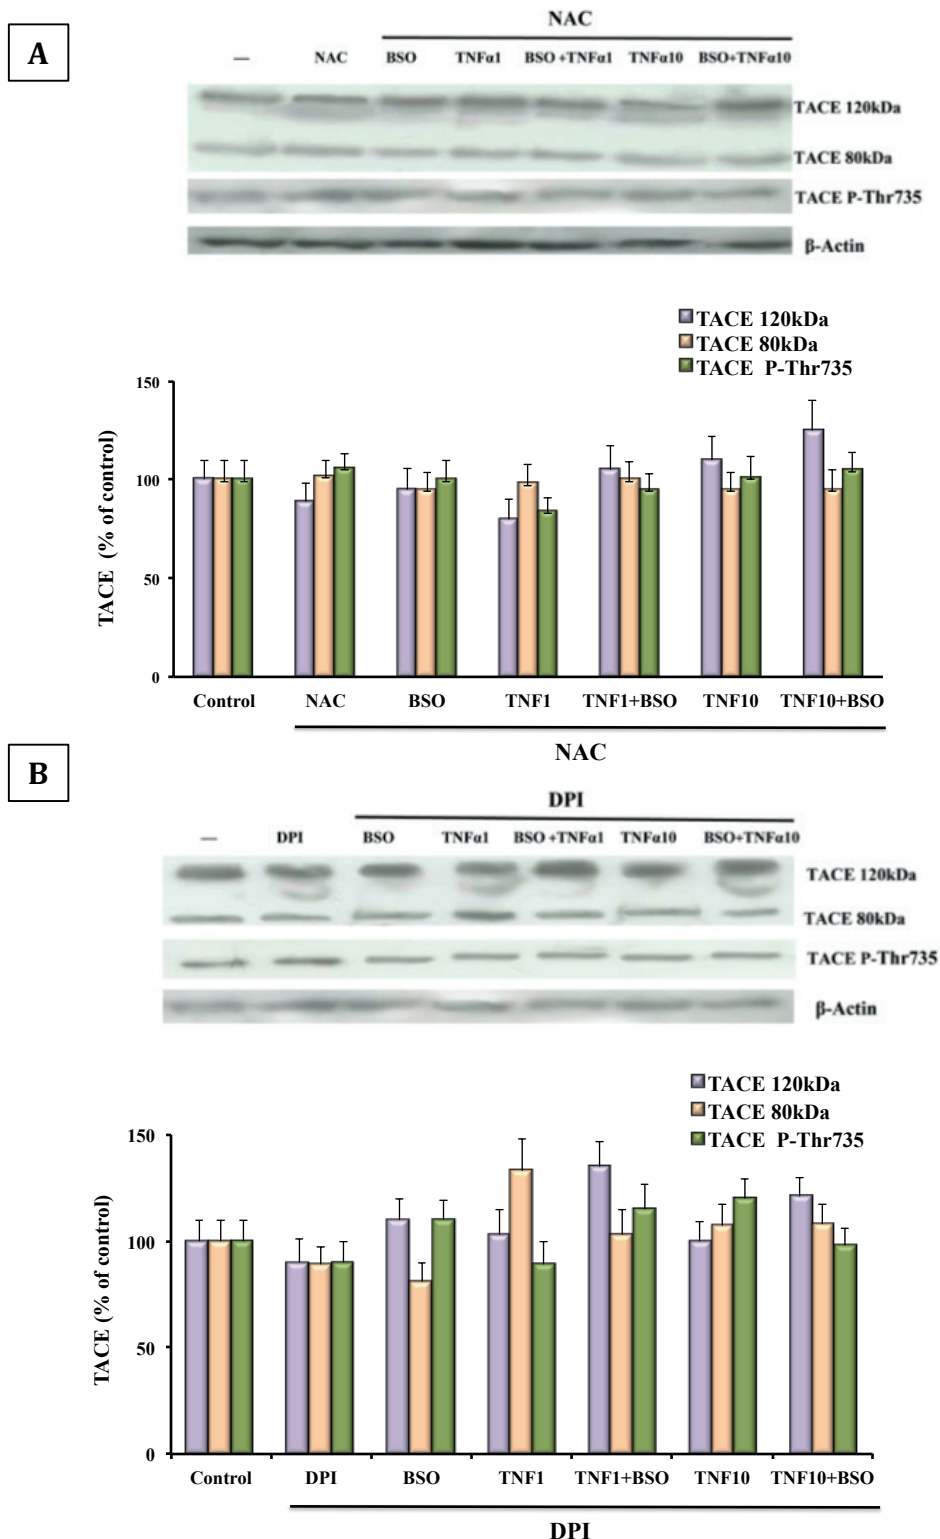 A
NAC
— NAC BSO TNFα1 BSO +TNFα1 TNFα10 BSO+TNFα10
TACE 120kDa
TACE 80kDa
TACE P-Thr735
β-Actin
TACE 120kDa
TACE 80kDa
TACE P-Thr735
TACE (% of control)
150
100
50
0
Control NAC BSO TNF1 TNF1+BSO TNF10 TNF10+BSO
NAC
B
DPI
— DPI BSO TNFα1 BSO +TNFα1 TNFα10 BSO+TNFα10
TACE 120kDa
TACE 80kDa
TACE P-Thr735
β-Actin
TACE 120kDa
TACE 80kDa
TACE P-Thr735
TACE (% of control)
150
100
50
0
Control DPI BSO TNF1 TNF1+BSO TNF10 TNF10+BSO
DPI